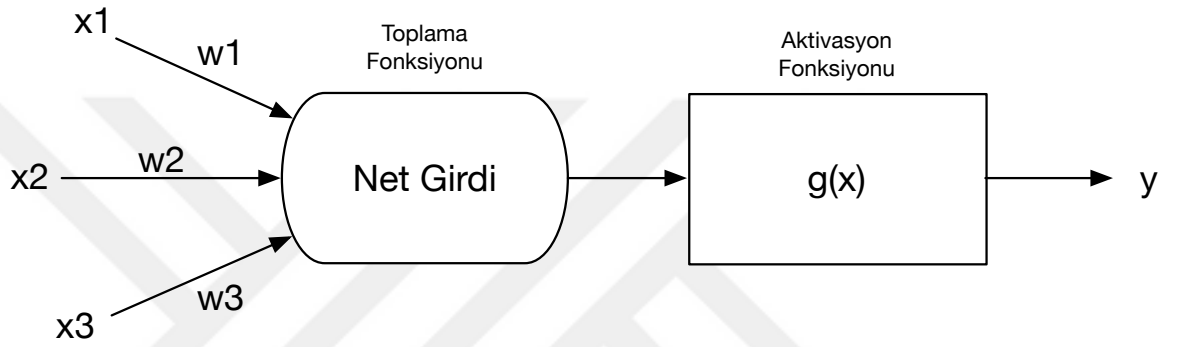 x1
w1
Toplama
Fonksiyonu
Aktivasyon
Fonksiyonu
x2
w2
Net Girdi
g(x)
y
w3
x3